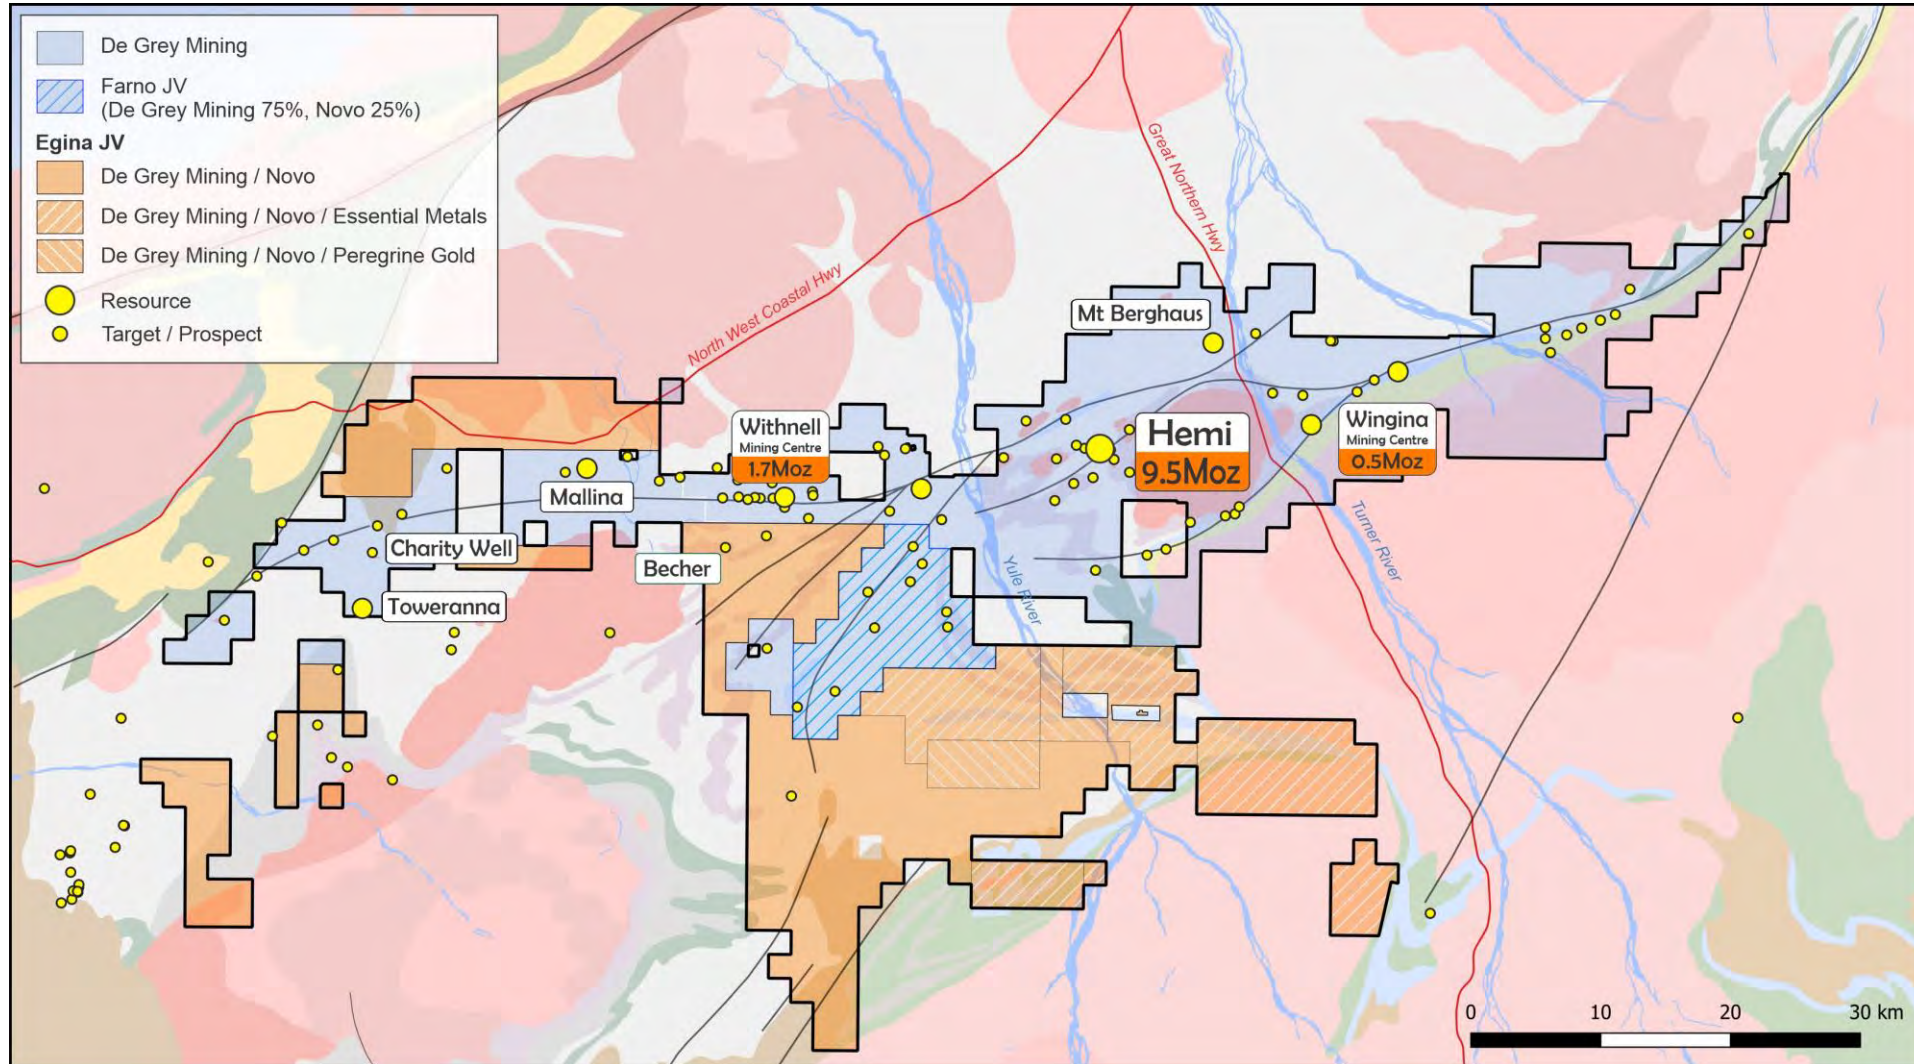 De Grey Mining
Farno JV
(De Grey Mining 75%, Novo 25%)
Egina JV
De Grey Mining / Novo
De Grey Mining / Novo / Essential Metals
De Grey Mining / Novo / Peregrine Gold
Resource
Target / Prospect
Great Northern Hwy
North West Coastal Hwy
Mt Berghaus
Withnell
Mining Centre
1.7Moz
Hemi
9.5Moz
Wingina
Mining Centre
0.5Moz
Mallina
Charity Well
Becher
Toweranna
Yule River
Turner River
0 10 20 30 km